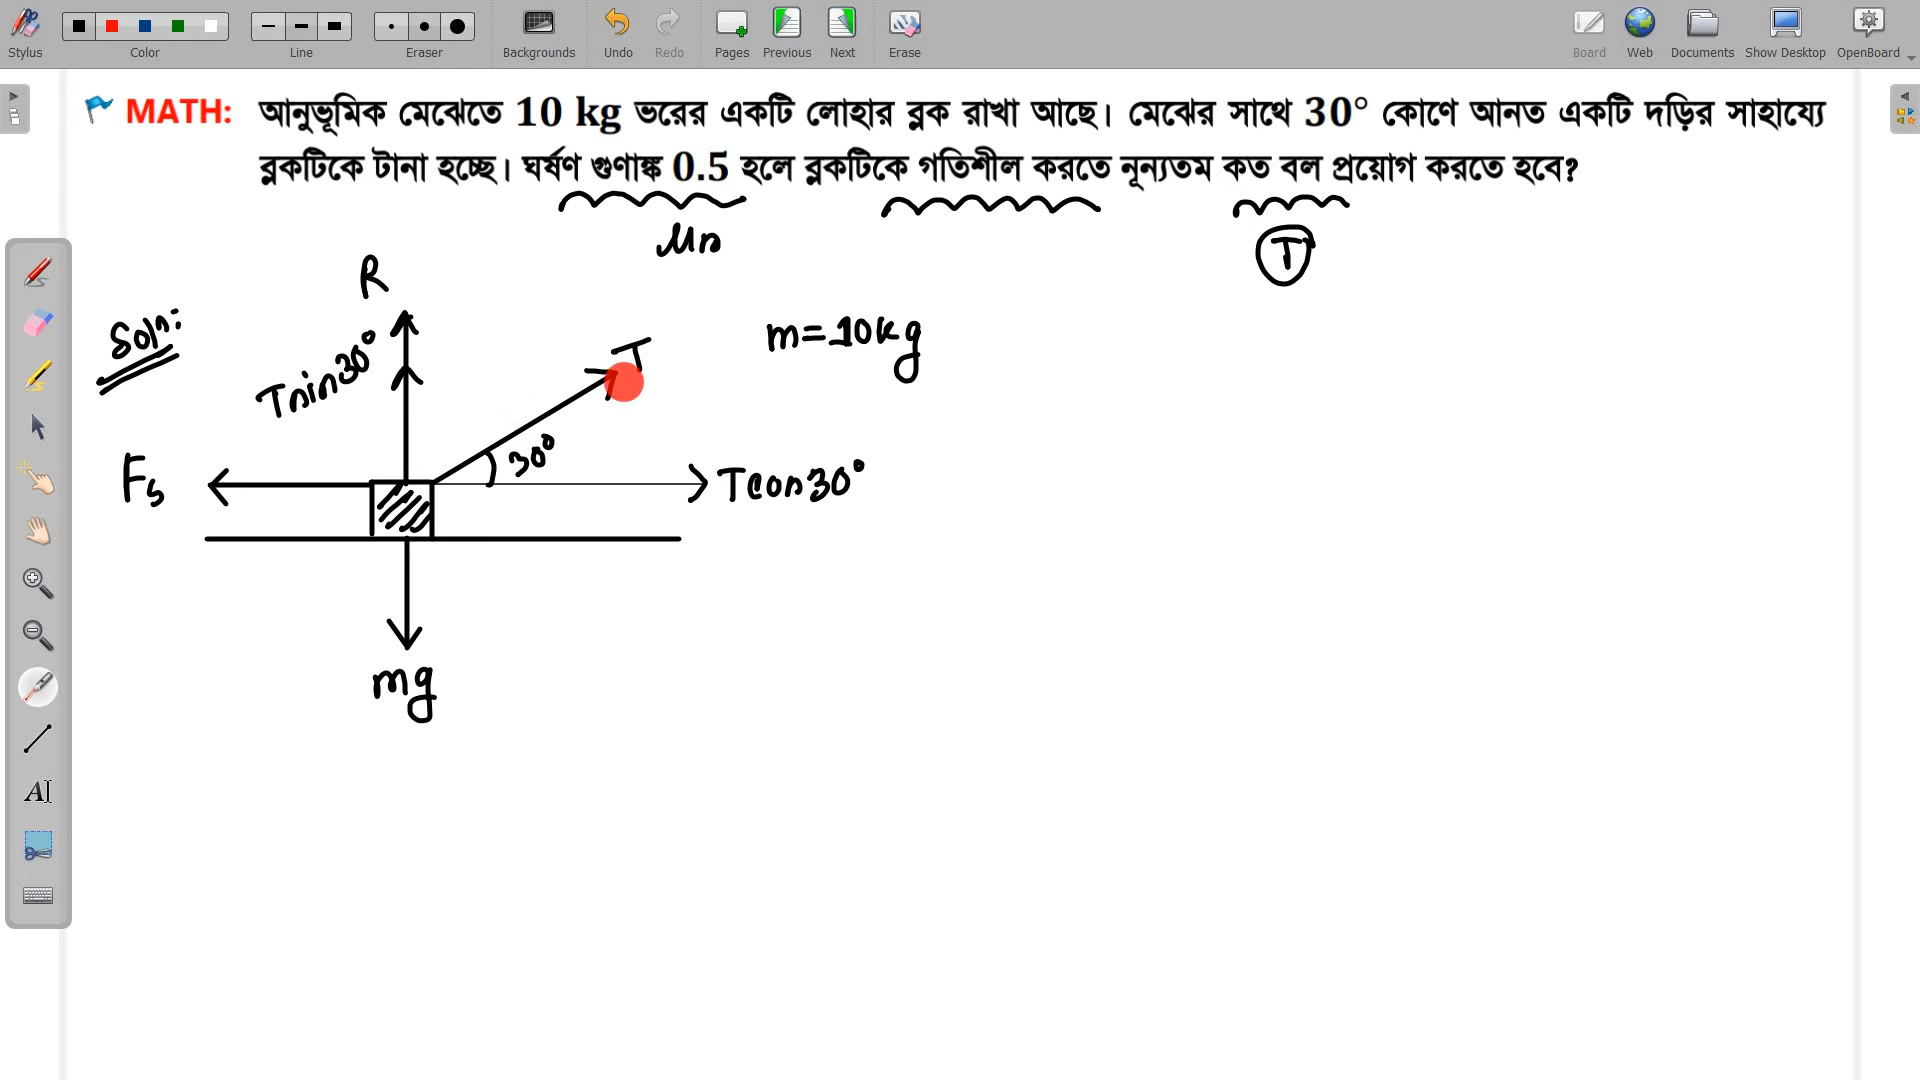 Stylus Color Line Eraser Backgrounds Undo Redo Pages Previous Next Erase Board Web Documents Show Desktop OpenBoard
MATH: আনুভূমিক মেঝেতে 10 kg ভরের একটি লোহার ব্লক রাখা আছে। মেঝের সাথে 30° কোণে আনত একটি দড়ির সাহায্যে
ব্লকটিকে টানা হচ্ছে। ঘর্ষণ গুণাঙ্ক 0.5 হলে ব্লকটিকে গতিশীল করতে নূন্যতম কত বল প্রয়োগ করতে হবে?
μs
T
R
Soln:
Tsin30°
T
m=10kg
30°
Fs
Tcos30°
mg
AI